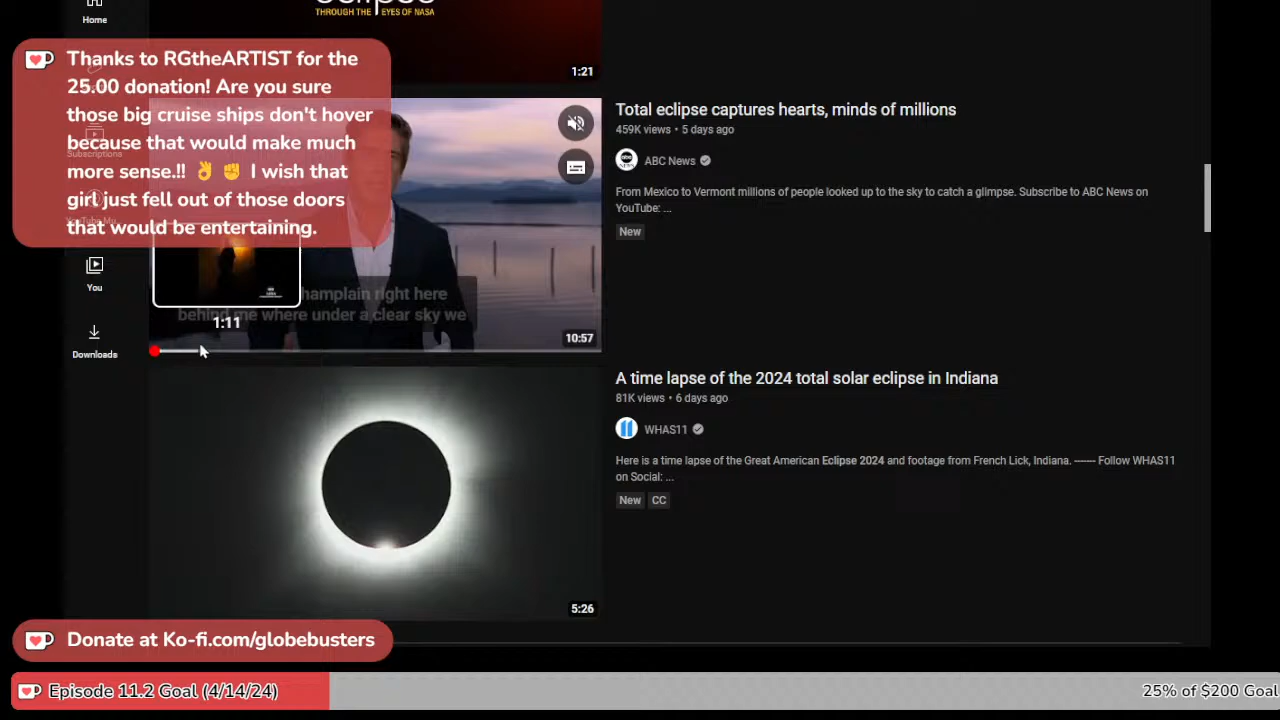 Home
THROUGH THE EYES OF NASA
1:21
Thanks to RGtheARTIST for the
25.00 donation! Are you sure
those big cruise ships don't hover
because that would make much
more sense.!! 👌 ✊ I wish that
girl just fell out of those doors
that would be entertaining.
Subscriptions
You
Downloads
champlain right here
behind me where under a clear sky we
1:11
10:57
Total eclipse captures hearts, minds of millions
459K views • 5 days ago
abc NEWS
ABC News
From Mexico to Vermont millions of people looked up to the sky to catch a glimpse. Subscribe to ABC News on
YouTube: ...
New
A time lapse of the 2024 total solar eclipse in Indiana
81K views • 6 days ago
WHAS11
Here is a time lapse of the Great American Eclipse 2024 and footage from French Lick, Indiana. ------- Follow WHAS11
on Social: ...
New CC
5:26
Donate at Ko-fi.com/globebusters
Episode 11.2 Goal (4/14/24)
25% of $200 Goal